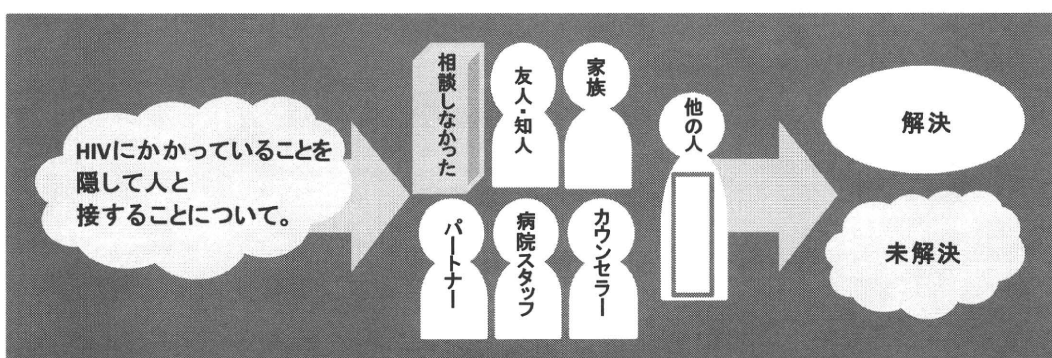 HIVにかかっていることを
隠して人と
接することについて。
相談しなかった
友人・知人
家族
パートナー
病院スタッフ
カウンセラー
他の人
解決
未解決